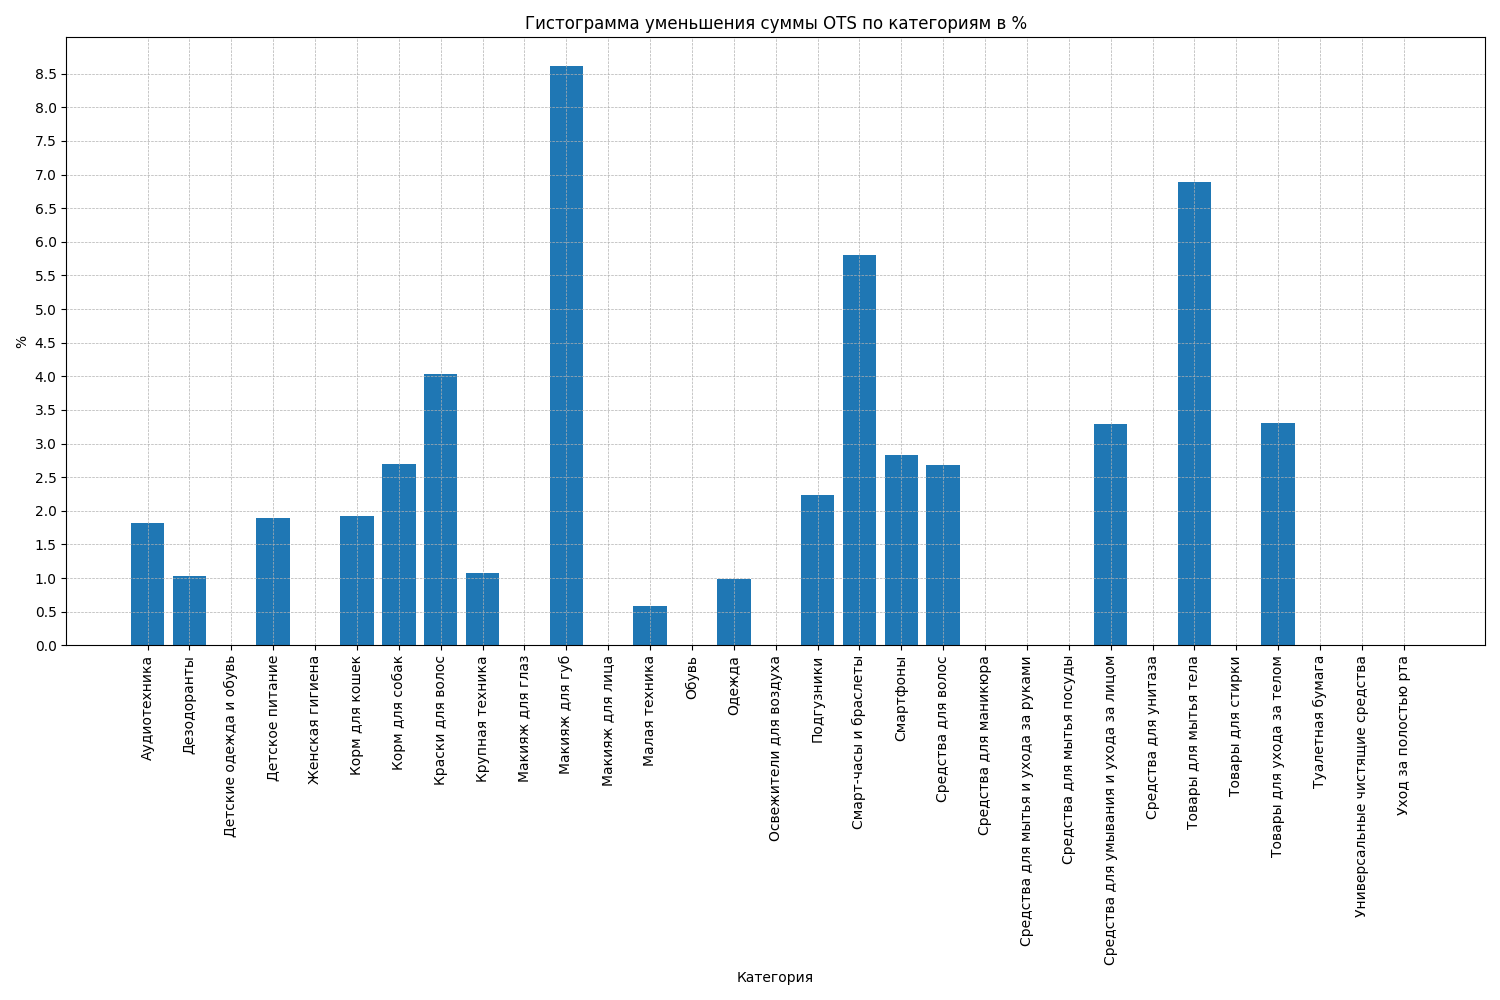 Гистограмма уменьшения суммы OTS по категориям в %
%
8.5
8.0
7.5
7.0
6.5
6.0
5.5
5.0
4.5
4.0
3.5
3.0
2.5
2.0
1.5
1.0
0.5
0.0
Аудиотехника
Дезодоранты
Детские одежда и обувь
Детское питание
Женская гигиена
Корм для кошек
Корм для собак
Краски для волос
Крупная техника
Макияж для глаз
Макияж для губ
Макияж для лица
Малая техника
Обувь
Одежда
Освежители для воздуха
Подгузники
Смарт-часы и браслеты
Смартфоны
Средства для волос
Средства для маникюра
Средства для мытья и ухода за руками
Средства для мытья посуды
Средства для умывания и ухода за лицом
Средства для унитаза
Товары для мытья тела
Товары для стирки
Товары для ухода за телом
Туалетная бумага
Универсальные чистящие средства
Уход за полостью рта
Категория